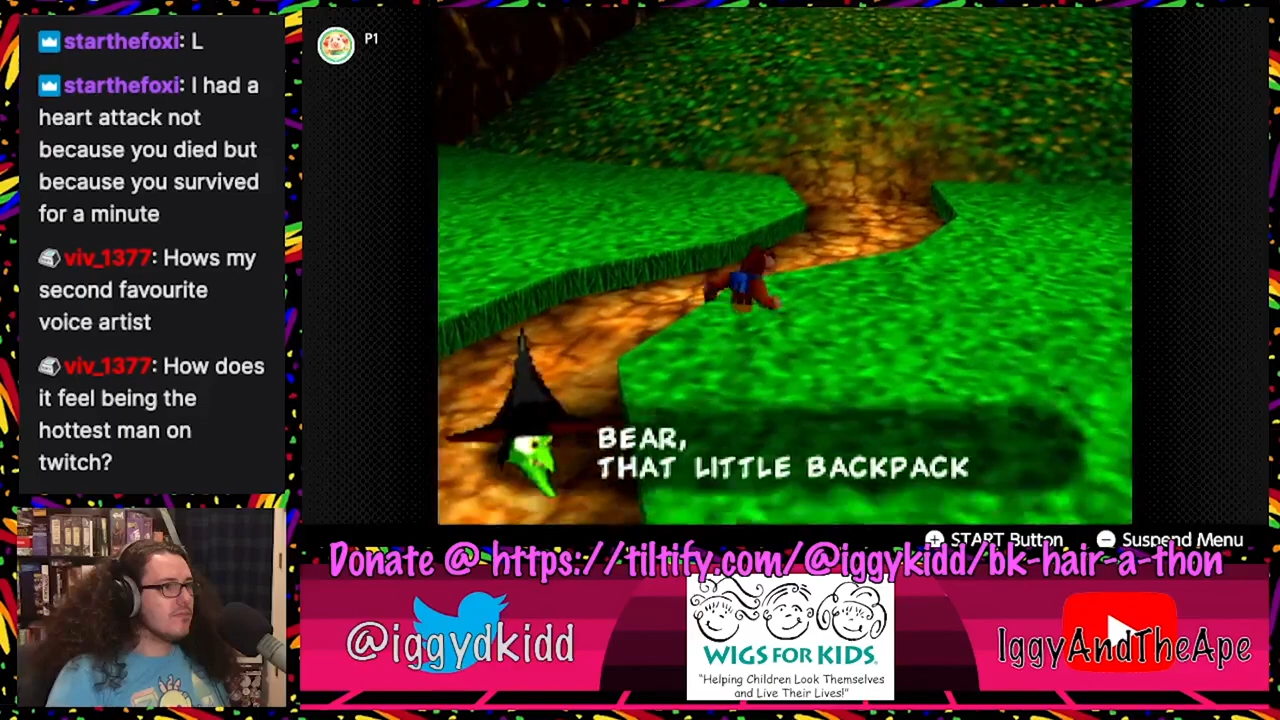 starthefoxi: L
starthefoxi: I had a
heart attack not
because you died but
because you survived
for a minute
viv_1377: Hows my
second favourite
voice artist
viv_1377: How does
it feel being the
hottest man on
twitch?
P1
BEAR,
THAT LITTLE BACKPACK
START Button
Suspend Menu
Donate @ https://tiltify.com/@iggykidd/bk-hair-a-thon
@iggydkidd
WIGS FOR KIDS.
"Helping Children Look Themselves
and Live Their Lives!"
IggyAndTheApe